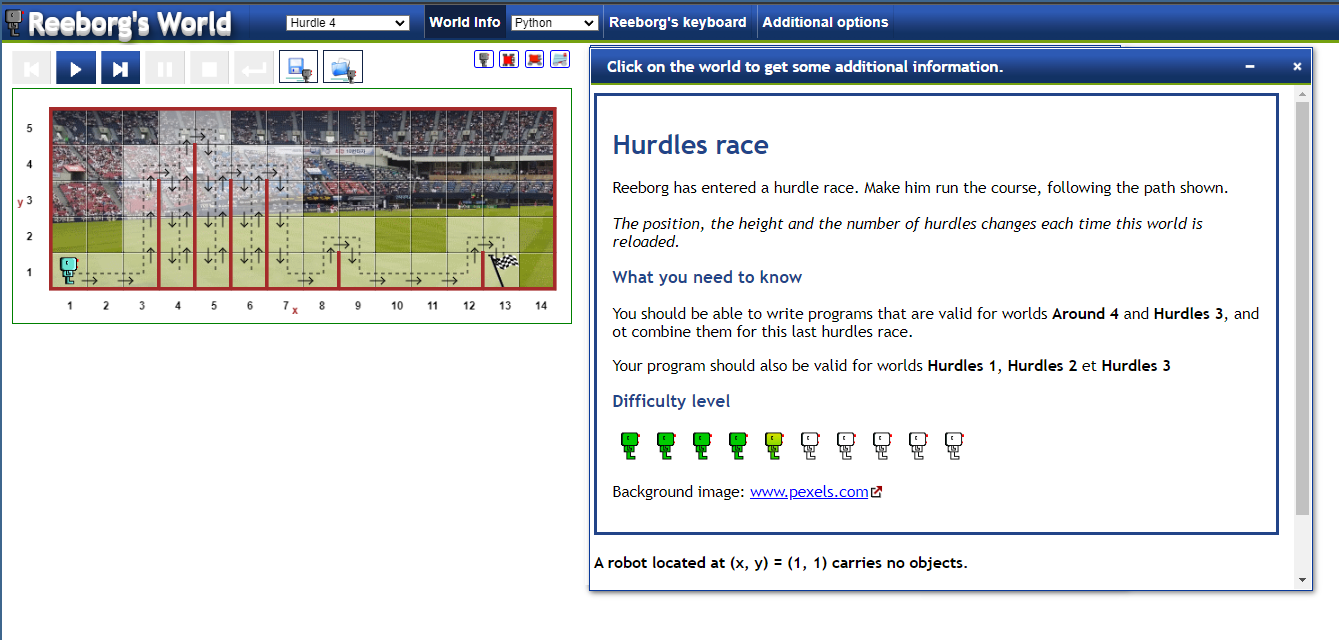 Reeborg's World
Hurdle 4
World Info
Python
Reeborg's keyboard
Additional options
Click on the world to get some additional information.
5
4
y 3
2
1
1 2 3 4 5 6 7 8 9 10 11 12 13 14
x
Hurdles race
Reeborg has entered a hurdle race. Make him run the course, following the path shown.
The position, the height and the number of hurdles changes each time this world is
reloaded.
What you need to know
You should be able to write programs that are valid for worlds Around 4 and Hurdles 3, and
ot combine them for this last hurdles race.
Your program should also be valid for worlds Hurdles 1, Hurdles 2 et Hurdles 3
Difficulty level
Background image: www.pexels.com
A robot located at (x, y) = (1, 1) carries no objects.